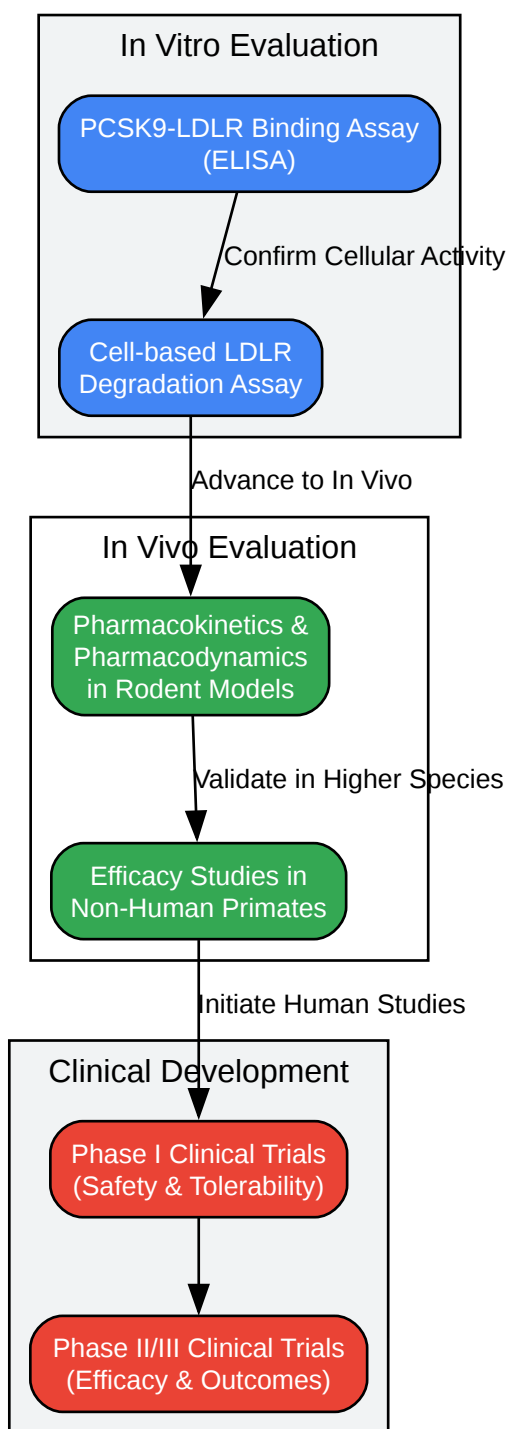 In Vitro Evaluation
PCSK9-LDLR Binding Assay
(ELISA)
Confirm Cellular Activity
Cell-based LDLR
Degradation Assay
Advance to In Vivo
In Vivo Evaluation
Pharmacokinetics &
Pharmacodynamics
in Rodent Models
Validate in Higher Species
Efficacy Studies in
Non-Human Primates
Initiate Human Studies
Clinical Development
Phase I Clinical Trials
(Safety & Tolerability)
Phase II/III Clinical Trials
(Efficacy & Outcomes)